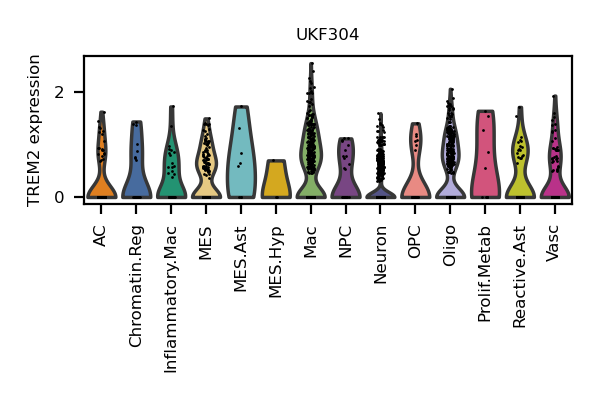 UKF304
TREM2 expression
2
0
AC
Chromatin.Reg
Inflammatory.Mac
MES
MES.Ast
MES.Hyp
Mac
NPC
Neuron
OPC
Oligo
Prolif.Metab
Reactive.Ast
Vasc